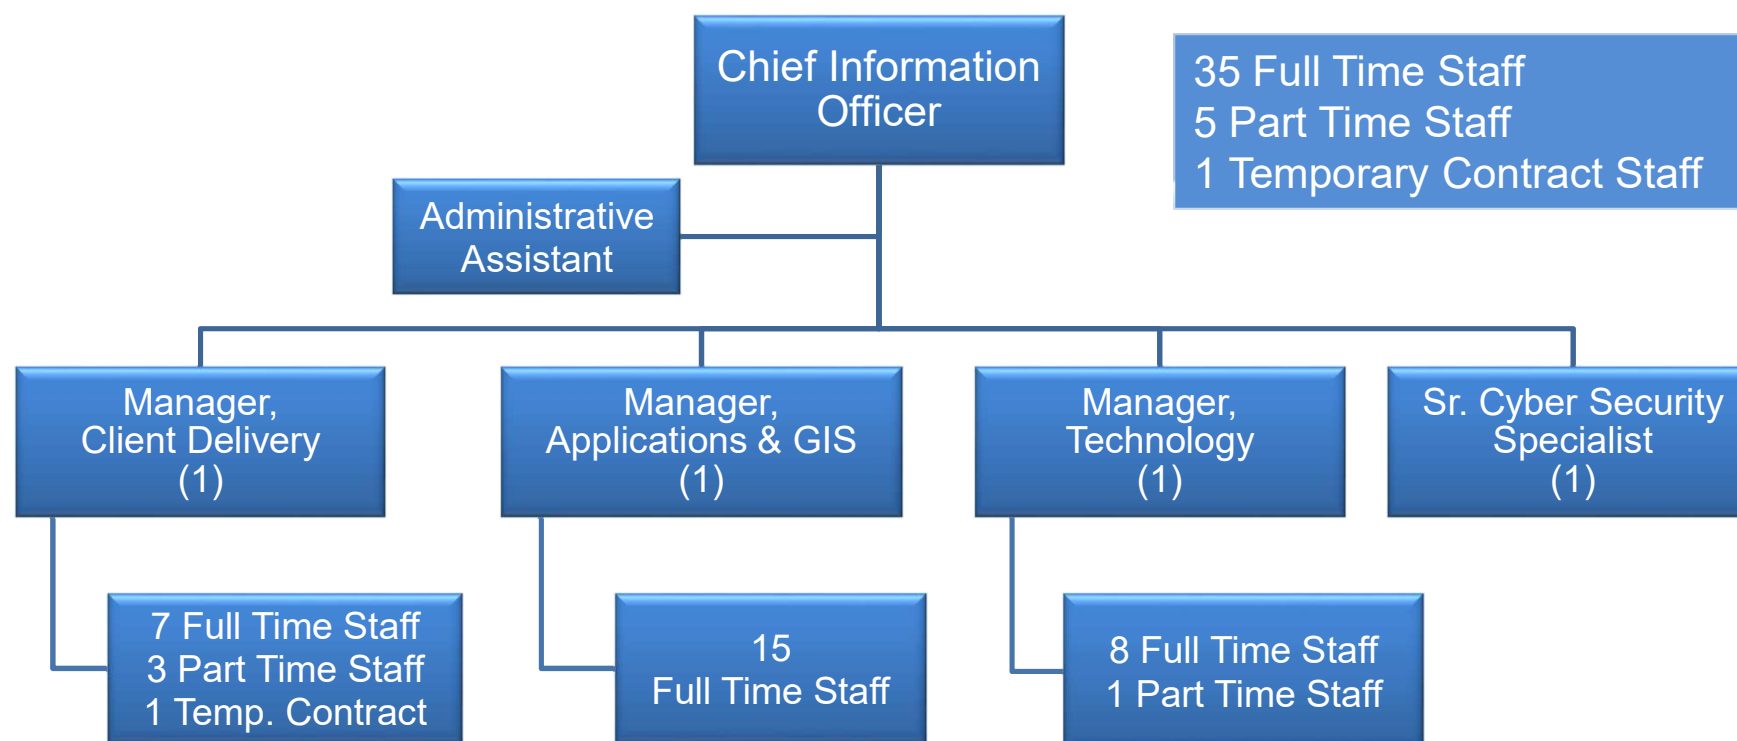 Chief Information
Officer
35 Full Time Staff
5 Part Time Staff
1 Temporary Contract Staff
Administrative
Assistant
Manager,
Client Delivery
(1)
Manager,
Applications & GIS
(1)
Manager,
Technology
(1)
Sr. Cyber Security
Specialist
(1)
7 Full Time Staff
3 Part Time Staff
1 Temp. Contract
15
Full Time Staff
8 Full Time Staff
1 Part Time Staff